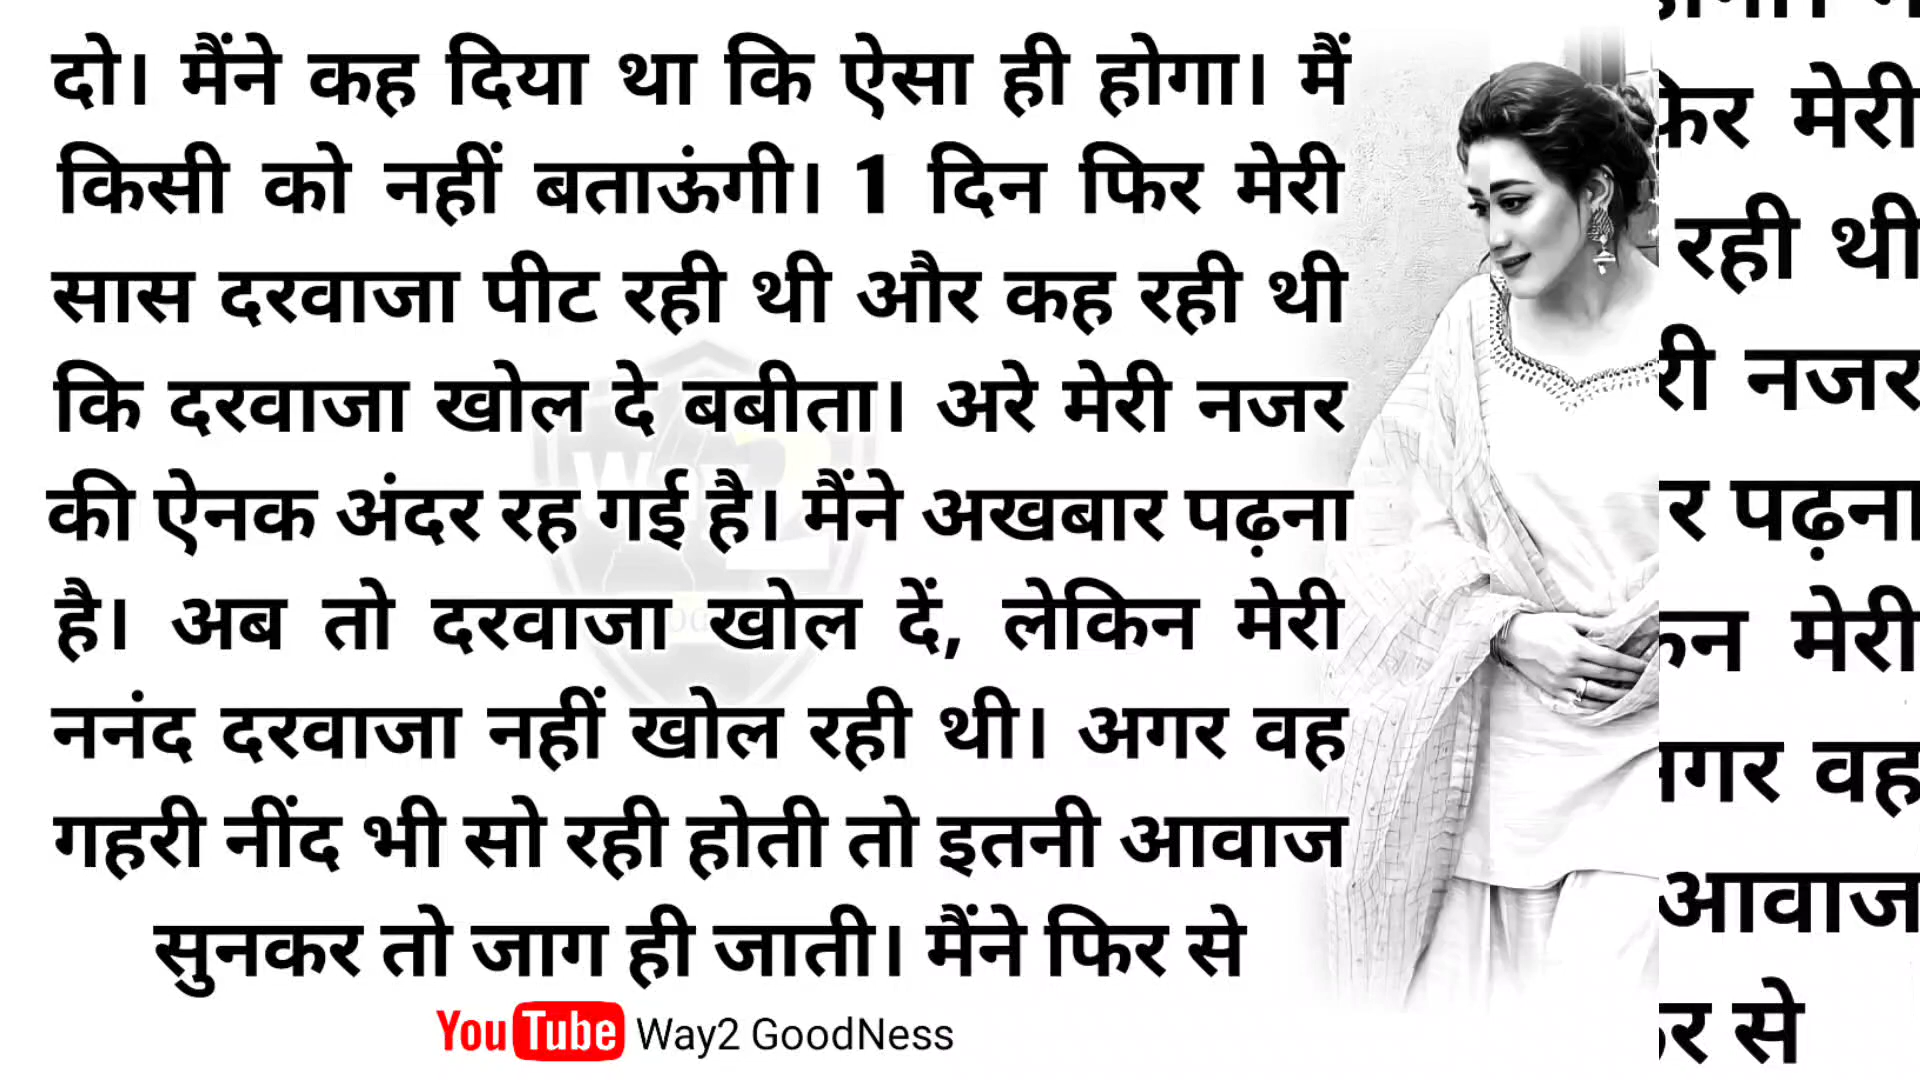 दो। मैंने कह दिया था कि ऐसा ही होगा। मैं
किसी को नहीं बताऊंगी। 1 दिन फिर मेरी
सास दरवाजा पीट रही थी और कह रही थी
कि दरवाजा खोल दे बबीता। अरे मेरी नजर
की ऐनक अंदर रह गई है। मैंने अखबार पढ़ना
है। अब तो दरवाजा खोल दें, लेकिन मेरी
ननंद दरवाजा नहीं खोल रही थी। अगर वह
गहरी नींद भी सो रही होती तो इतनी आवाज
सुनकर तो जाग ही जाती। मैंने फिर से
YouTube Way2 GoodNess
मेरी
रही थी
नजर
पढ़ना
मेरी
वह
आवाज
से